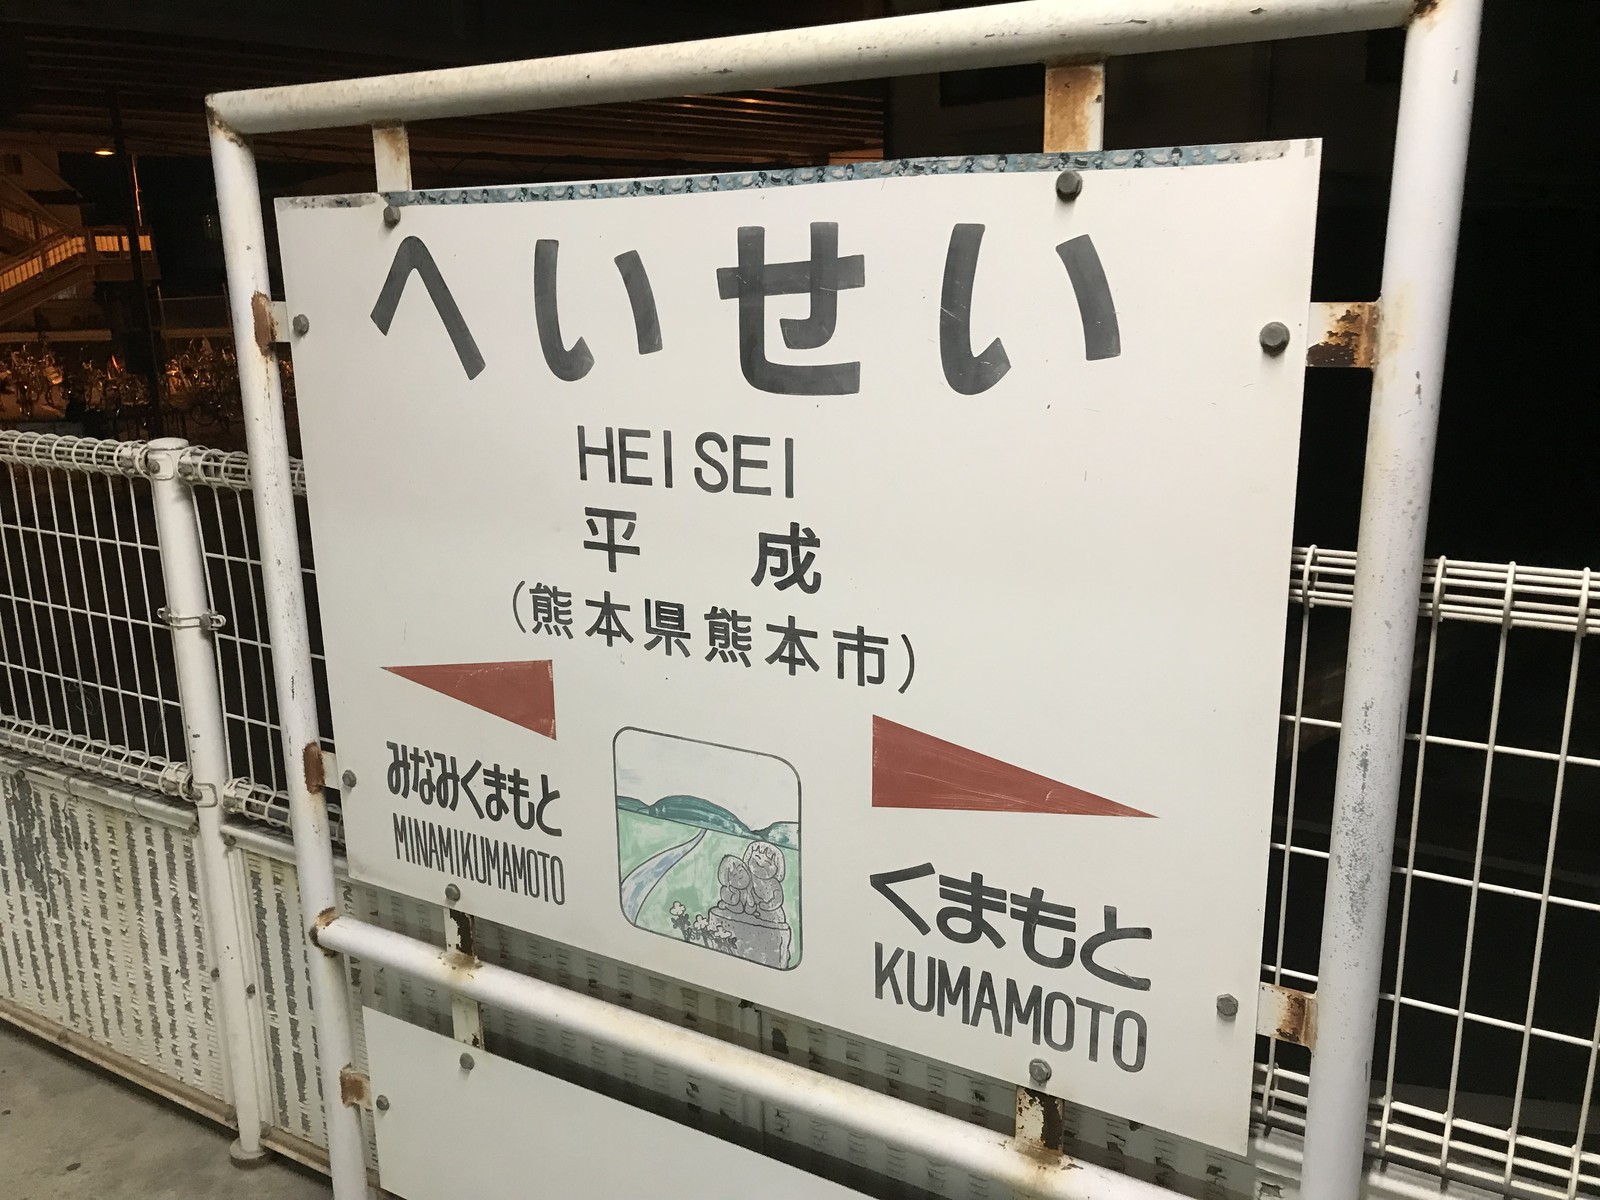 へいせい
HEISEI
平成
(熊本県熊本市)
みなみくまもと
MINAMIKUMAMOTO
くまもと
KUMAMOTO